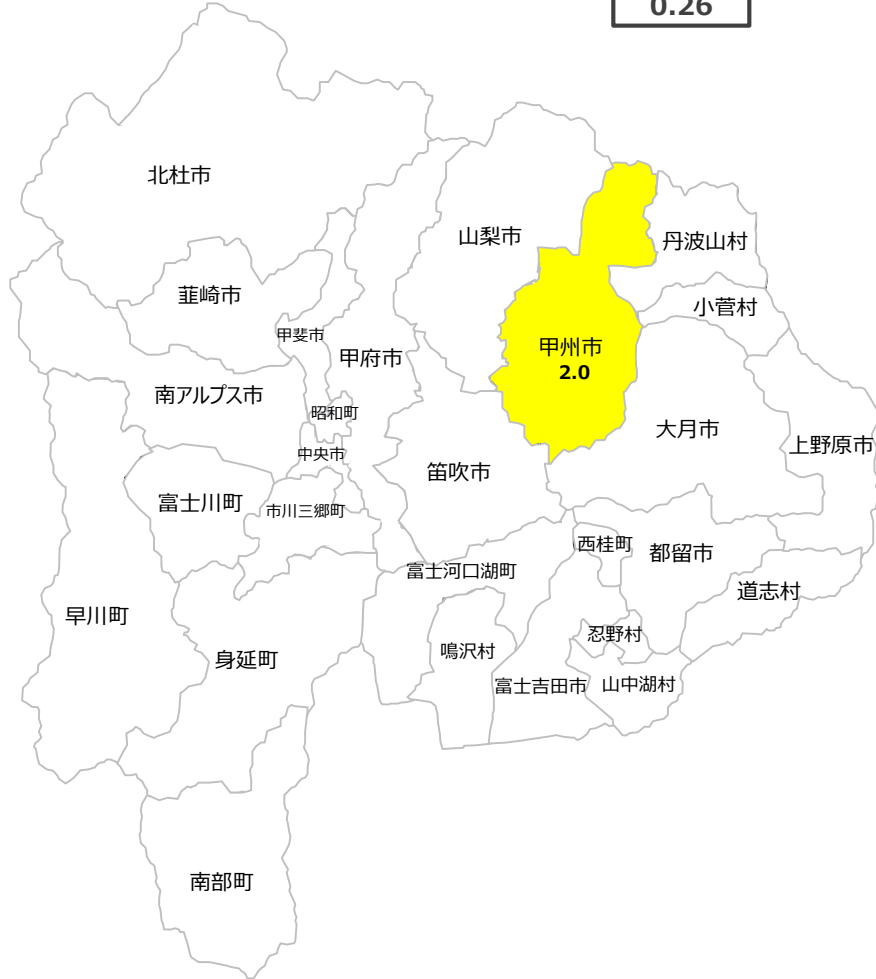 0.26
北杜市
山梨市
丹波山村
韮崎市
小菅村
甲斐市
甲府市
甲州市
2.0
南アルプス市
昭和町
大月市
上野原市
中央市
笛吹市
富士川町
市川三郷町
西桂町
都留市
富士河口湖町
道志村
早川町
忍野村
鳴沢村
身延町
富士吉田市
山中湖村
南部町